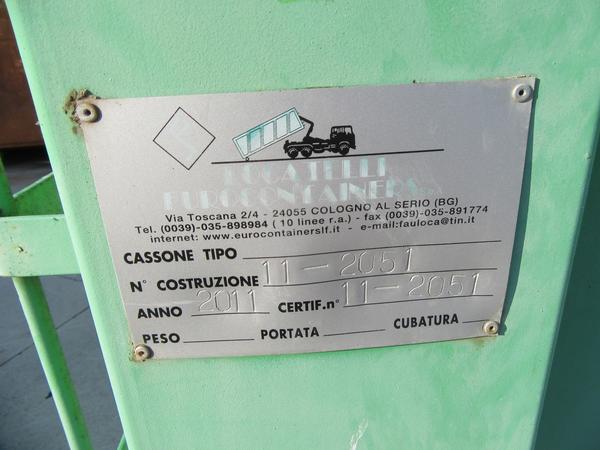 LOCATELLI
EUROCONTAINERS
Via Toscana 2/4 - 24055 COLOGNO AL SERIO (BG)
Tel. (0039)-035-898984 ( 10 linee r.a.) - fax (0039)-035-891774
internet: www.eurocontainerslf.it - e-mail:fauloca@tin.it
CASSONE TIPO
N° COSTRUZIONE 11-2051
ANNO 2011 CERTIF.n° 11-2051
PESO PORTATA CUBATURA